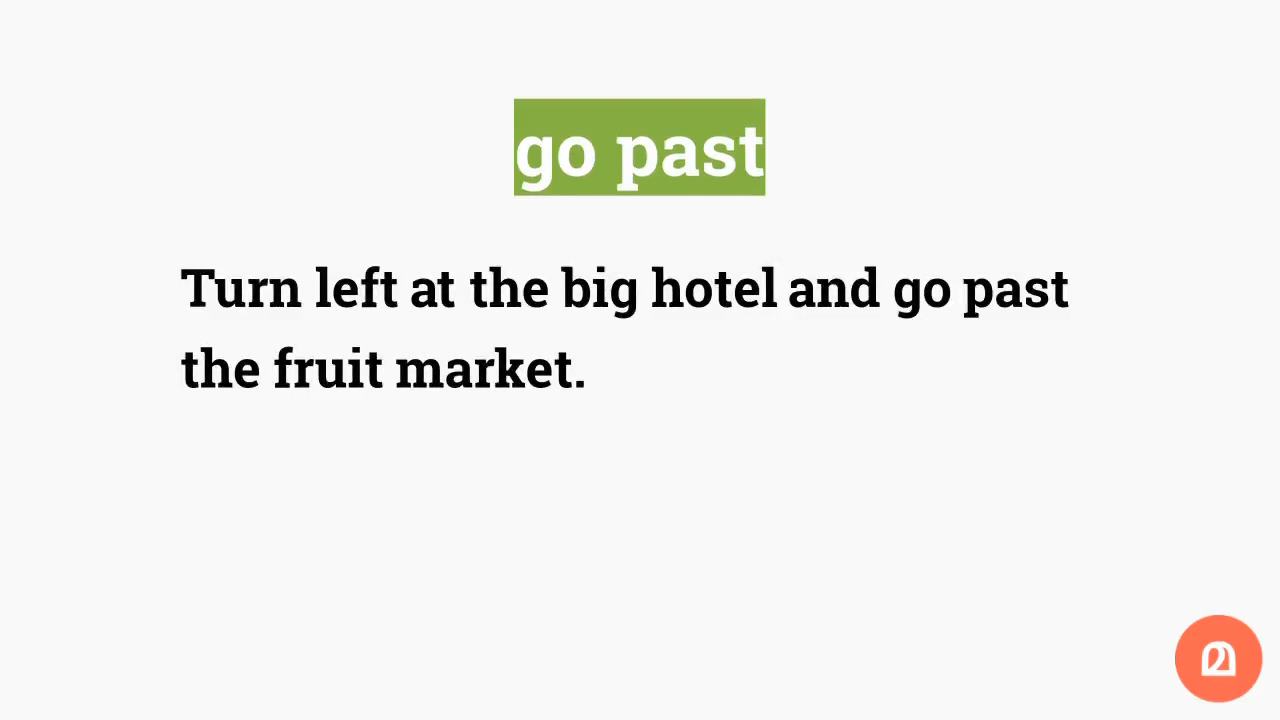 go past
Turn left at the big hotel and go past
the fruit market.